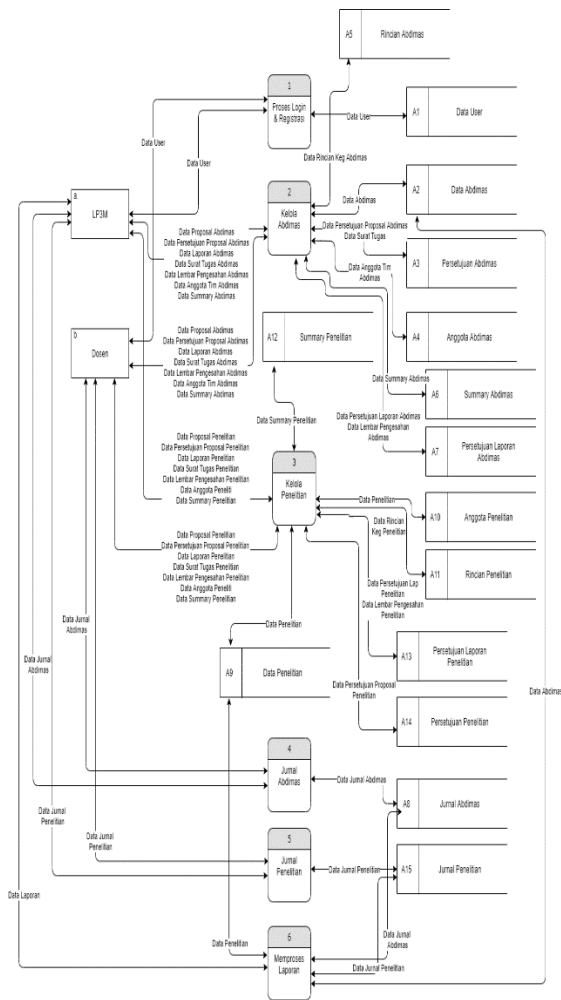 A5
Rincian Abdimas
1
Proses Login
& Registrasi
A1
Data User
Data User
Data User
Data User
Data Rincian Keg Abdimas
a
LP3M
2
Kelola
Abdimas
Data Abdimas
A2
Data Abdimas
Data Persetujuan Proposal Abdimas
Data Surat Tugas
A3
Persetujuan Abdimas
Data Anggota Tim Abdimas
A4
Anggota Abdimas
Data Proposal Abdimas
Data Persetujuan Proposal Abdimas
Data Laporan Abdimas
Data Surat Tugas Abdimas
Data Lembar Pengesahan Abdimas
Data Anggota Tim Abdimas
Data Summary Abdimas
b
Dosen
Data Proposal Abdimas
Data Persetujuan Proposal Abdimas
Data Laporan Abdimas
Data Surat Tugas Abdimas
Data Lembar Pengesahan Abdimas
Data Anggota Tim Abdimas
Data Summary Abdimas
A12
Summary Penelitian
Data Summary Abdimas
A6
Summary Abdimas
Data Persetujuan Laporan Abdimas
Data Lembar Pengesahan
Abdimas
A7
Persetujuan Laporan
Abdimas
Data Summary Penelitian
3
Kelola
Penelitian
Data Proposal Penelitian
Data Persetujuan Proposal Penelitian
Data Laporan Penelitian
Data Surat Tugas Penelitian
Data Lembar Pengesahan Penelitian
Data Anggota Peneliti
Data Summary Penelitian
Data Penelitian
A10
Anggota Penelitian
Data Rincian
Keg Penelitian
A11
Rincian Penelitian
Data Proposal Penelitian
Data Persetujuan Proposal Penelitian
Data Laporan Penelitian
Data Surat Tugas Penelitian
Data Lembar Pengesahan Penelitian
Data Anggota Peneliti
Data Summary Penelitian
Data Persetujuan Lap
Penelitian
Data Lembar Pengesahan
Penelitian
Data Penelitian
A13
Persetujuan Laporan
Penelitian
Data Jurnal
Abdimas
Data Jurnal
Abdimas
A9
Data Penelitian
Data Persetujuan Proposal
Penelitian
A14
Persetujuan Penelitian
Data Abdimas
4
Jurnal
Abdimas
Data Jurnal Abdimas
A8
Jurnal Abdimas
Data Jurnal
Penelitian
Data Jurnal
Penelitian
5
Jurnal
Penelitian
Data Jurnal Penelitian
A15
Jurnal Penelitian
Data Laporan
Data Penelitian
6
Memproses
Laporan
Data Jurnal
Abdimas
Data Jurnal Penelitian